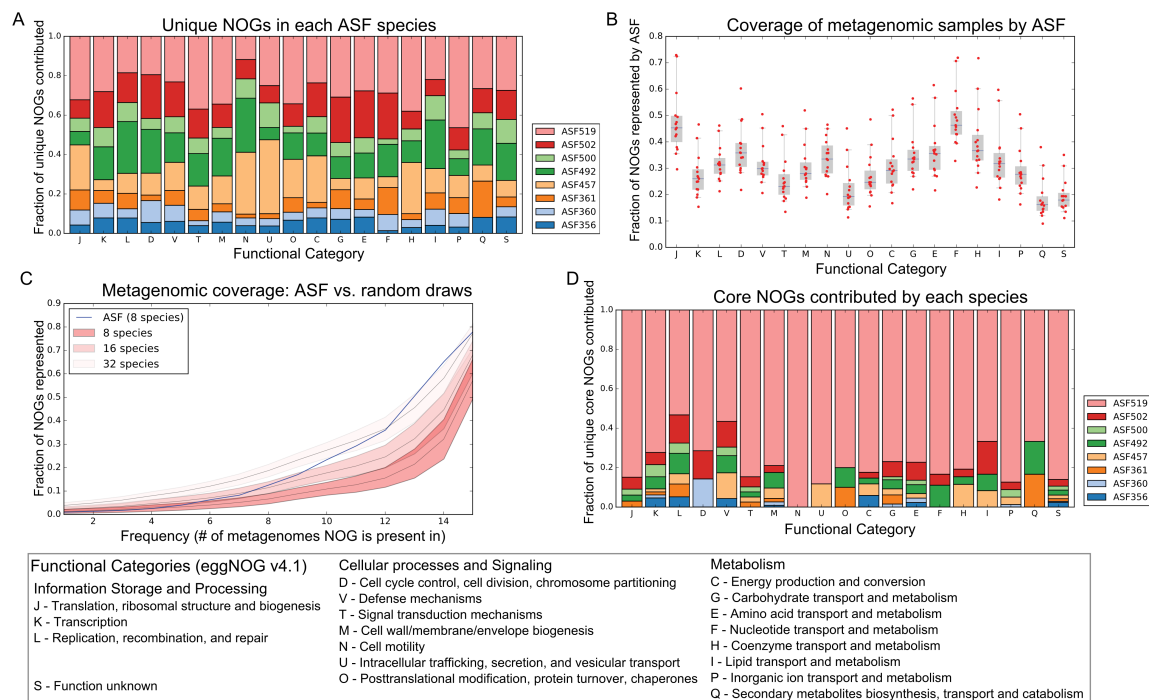 A
Unique NOGs in each ASF species
Fraction of unique NOGs contributed
1.0
0.8
0.6
0.4
0.2
0.0
J K L D V T M N U O C G E F H I P Q S
Functional Category
ASF519
ASF502
ASF500
ASF492
ASF457
ASF361
ASF360
ASF356
B
Coverage of metagenomic samples by ASF
Fraction of NOGs represented by ASF
0.8
0.7
0.6
0.5
0.4
0.3
0.2
0.1
0.0
J K L D V T M N U O C G E F H I P Q S
Functional Category
C
Metagenomic coverage: ASF vs. random draws
Fraction of NOGs represented
0.9
0.8
0.7
0.6
0.5
0.4
0.3
0.2
0.1
0.0
ASF (8 species)
8 species
16 species
32 species
2 4 6 8 10 12 14
Frequency (# of metagenomes NOG is present in)
D
Core NOGs contributed by each species
Fraction of unique core NOGs contributed
1.0
0.8
0.6
0.4
0.2
0.0
J K L D V T M N U O C G E F H I P Q S
Functional Category
ASF519
ASF502
ASF500
ASF492
ASF457
ASF361
ASF360
ASF356
Functional Categories (eggNOG v4.1)
Information Storage and Processing
J - Translation, ribosomal structure and biogenesis
K - Transcription
L - Replication, recombination, and repair
S - Function unknown
Cellular processes and Signaling
D - Cell cycle control, cell division, chromosome partitioning
V - Defense mechanisms
T - Signal transduction mechanisms
M - Cell wall/membrane/envelope biogenesis
N - Cell motility
U - Intracellular trafficking, secretion, and vesicular transport
O - Posttranslational modification, protein turnover, chaperones
Metabolism
C - Energy production and conversion
G - Carbohydrate transport and metabolism
E - Amino acid transport and metabolism
F - Nucleotide transport and metabolism
H - Coenzyme transport and metabolism
I - Lipid transport and metabolism
P - Inorganic ion transport and metabolism
Q - Secondary metabolites biosynthesis, transport and catabolism